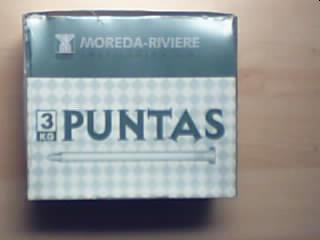 MOREDA-RIVIERE
3
KG
PUNTAS